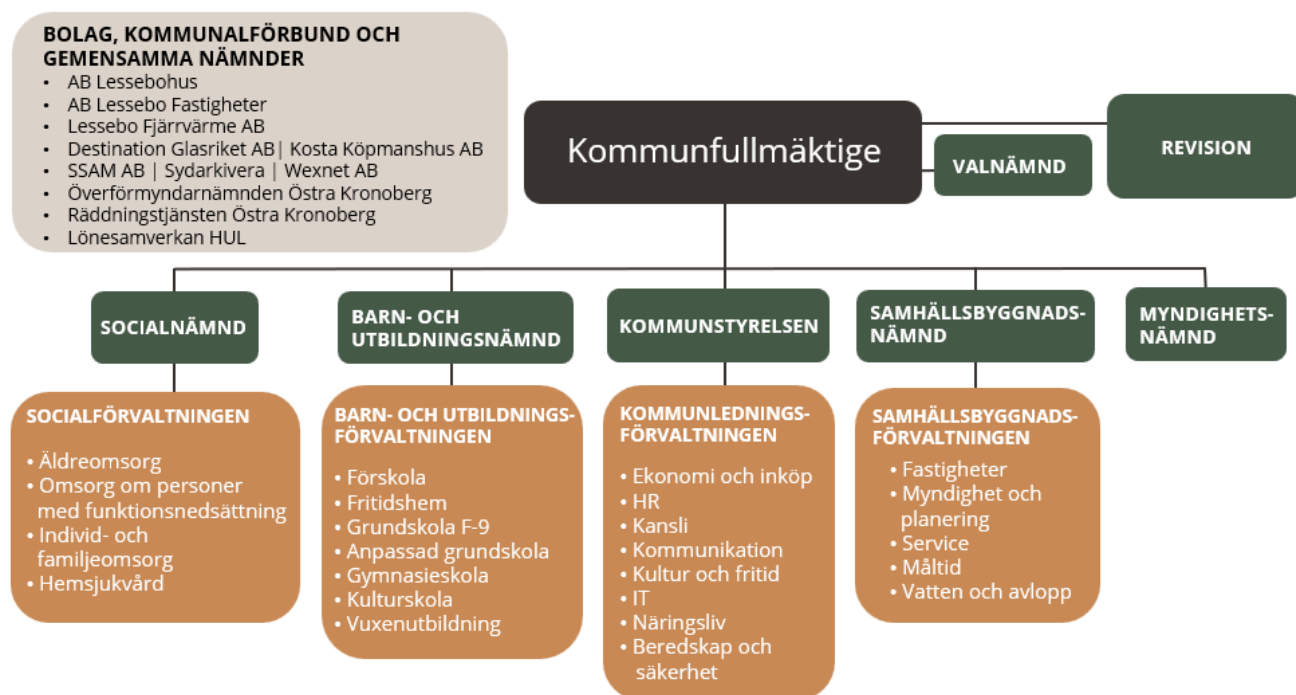 BOLAG, KOMMUNALFÖRBUND OCH
GEMENSAMMA NÄMNDER
• AB Lessebohus
• AB Lessebo Fastigheter
• Lessebo Fjärrvärme AB
• Destination Glasriket AB| Kosta Köpmanshus AB
• SSAM AB | Sydarkivera | Wexnet AB
• Överförmyndarnämnden Östra Kronoberg
• Räddningstjänsten Östra Kronoberg
• Lönesamverkan HUL
Kommunfullmäktige
VALNÄMND
REVISION
SOCIALNÄMND
BARN- OCH
UTBILDNINGSNÄMND
KOMMUNSTYRELSEN
SAMHÄLLSBYGGNADS-
NÄMND
MYNDIGHETS-
NÄMND
SOCIALFÖRVALTNINGEN
• Äldreomsorg
• Omsorg om personer
med funktionsnedsättning
• Individ- och
familjeomsorg
• Hemsjukvård
BARN- OCH UTBILDNINGS-
FÖRVALTNINGEN
• Förskola
• Fritidshem
• Grundskola F-9
• Anpassad grundskola
• Gymnasieskola
• Kulturskola
• Vuxenutbildning
KOMMUNLEDNINGS-
FÖRVALTNINGEN
• Ekonomi och inköp
• HR
• Kansli
• Kommunikation
• Kultur och fritid
• IT
• Näringsliv
• Beredskap och
säkerhet
SAMHÄLLSBYGGNADS-
FÖRVALTNINGEN
• Fastigheter
• Myndighet och
planering
• Service
• Måltid
• Vatten och avlopp